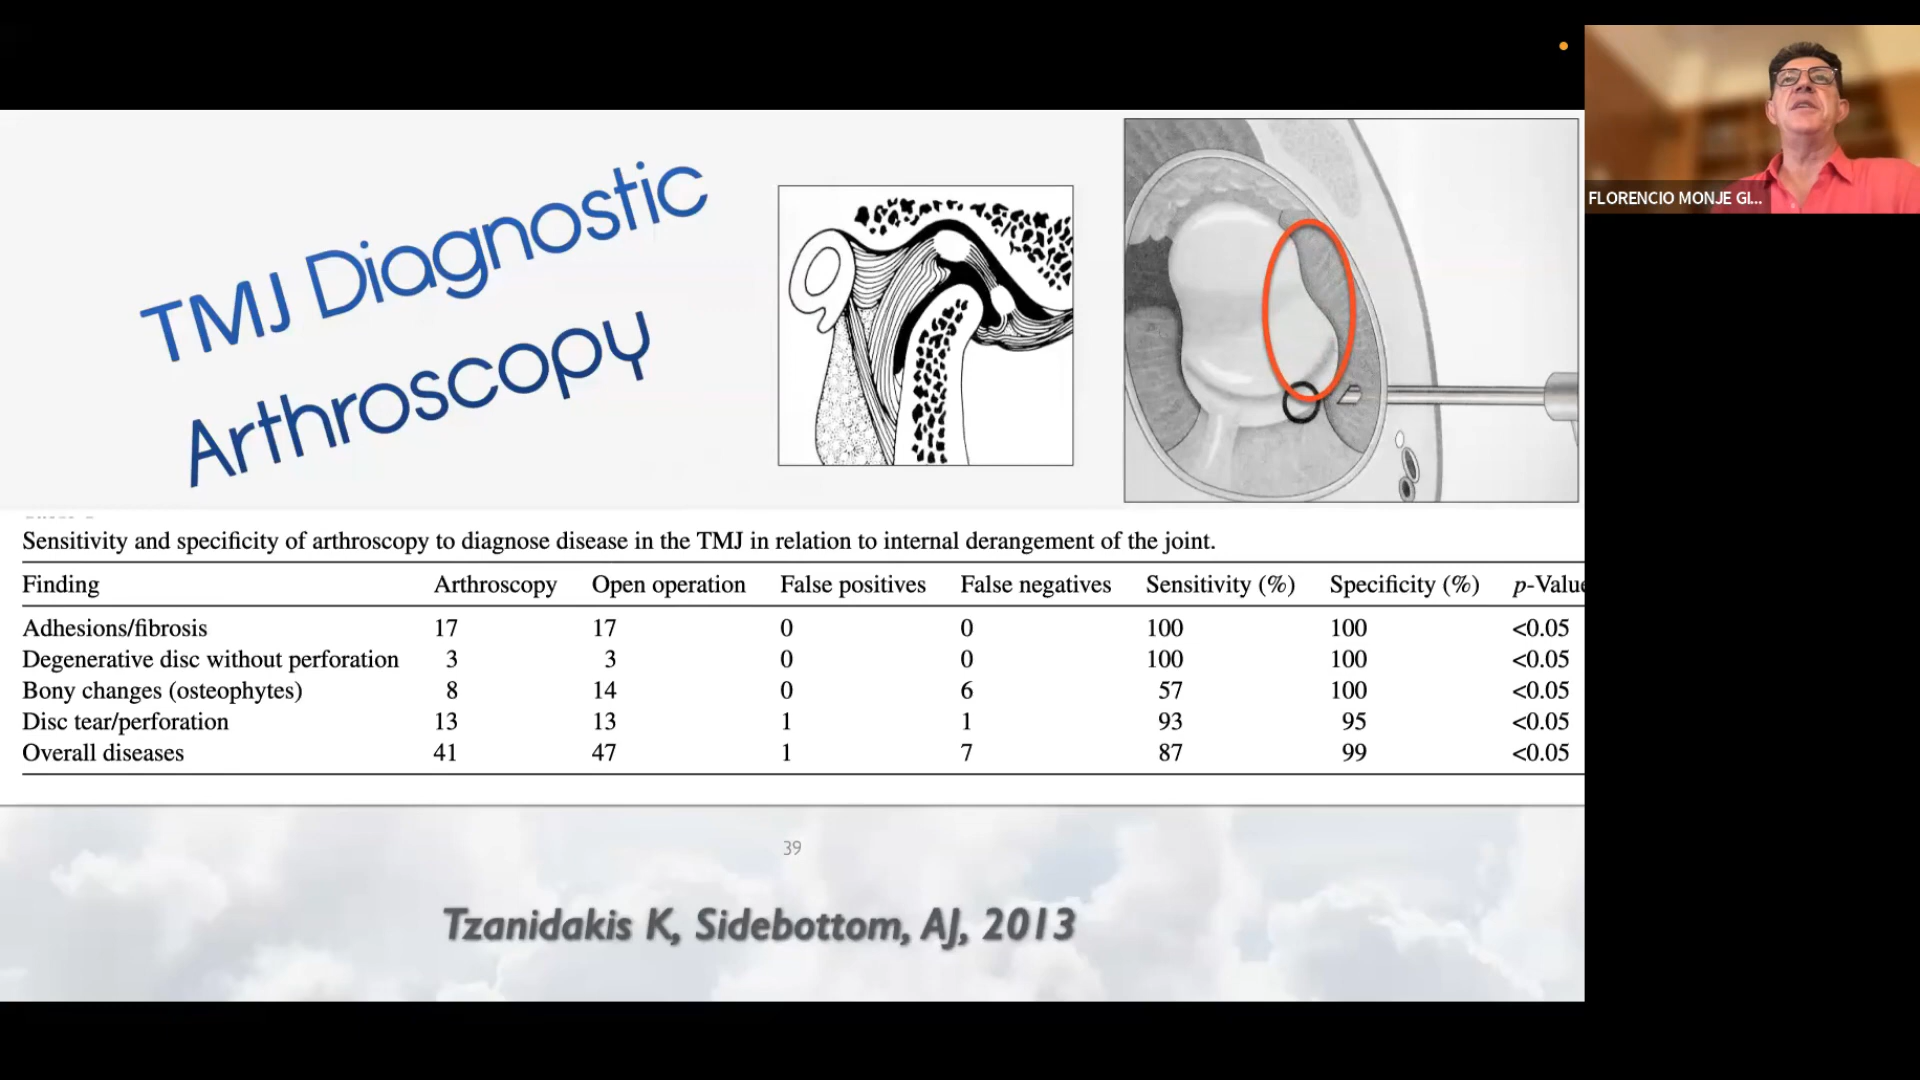 TMJ Diagnostic
Arthroscopy
FLORENCIO MONJE GI...
Sensitivity and specificity of arthroscopy to diagnose disease in the TMJ in relation to internal derangement of the joint.
Finding Arthroscopy Open operation False positives False negatives Sensitivity (%) Specificity (%) p-Value
Adhesions/fibrosis 17 17 0 0 100 100 <0.05
Degenerative disc without perforation 3 3 0 0 100 100 <0.05
Bony changes (osteophytes) 8 14 0 6 57 100 <0.05
Disc tear/perforation 13 13 1 1 93 95 <0.05
Overall diseases 41 47 1 7 87 99 <0.05
39
Tzanidakis K, Sidebottom, AJ, 2013